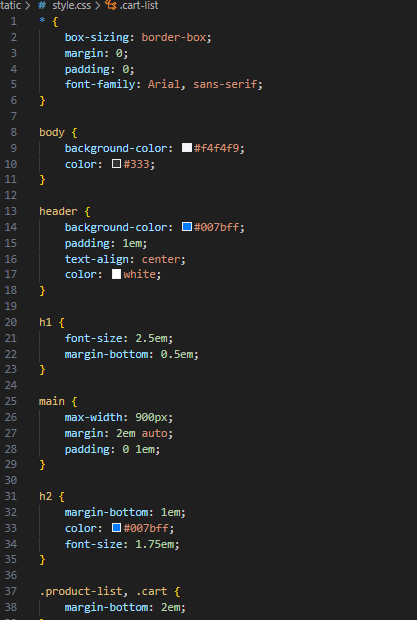 tatic > # style.css > .cart-list
1 * {
2 box-sizing: border-box;
3 margin: 0;
4 padding: 0;
5 font-family: Arial, sans-serif;
6 }
7
8 body {
9 background-color: #f4f4f9;
10 color: #333;
11 }
12
13 header {
14 background-color: #007bff;
15 padding: 1em;
16 text-align: center;
17 color: white;
18 }
19
20 h1 {
21 font-size: 2.5em;
22 margin-bottom: 0.5em;
23 }
24
25 main {
26 max-width: 900px;
27 margin: 2em auto;
28 padding: 0 1em;
29 }
30
31 h2 {
32 margin-bottom: 1em;
33 color: #007bff;
34 font-size: 1.75em;
35 }
36
37 .product-list, .cart {
38 margin-bottom: 2em;